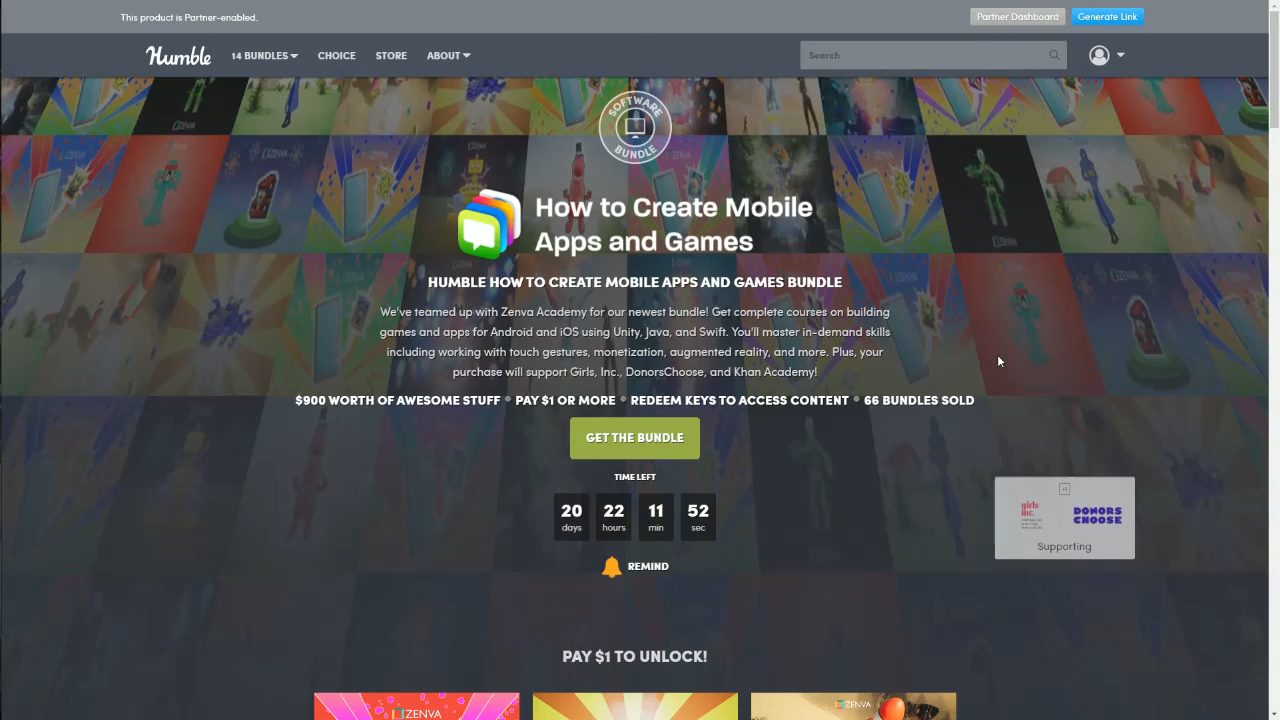 This product is Partner-enabled.
Partner Dashboard
Generate Link
Humble
14 BUNDLES
CHOICE
STORE
ABOUT
Search
SOFTWARE
BUNDLE
How to Create Mobile
Apps and Games
HUMBLE HOW TO CREATE MOBILE APPS AND GAMES BUNDLE
We've teamed up with Zenva Academy for our newest bundle! Get complete courses on building
games and apps for Android and iOS using Unity, Java, and Swift. You'll master in-demand skills
including working with touch gestures, monetization, augmented reality, and more. Plus, your
purchase will support Girls, Inc., DonorsChoose, and Khan Academy!
$900 WORTH OF AWESOME STUFF • PAY $1 OR MORE • REDEEM KEYS TO ACCESS CONTENT • 66 BUNDLES SOLD
GET THE BUNDLE
TIME LEFT
20 22 11 52
days hours min sec
REMIND
girls
inc.
DONORS
CHOOSE
Supporting
PAY $1 TO UNLOCK!
ZENVA
ZENVA